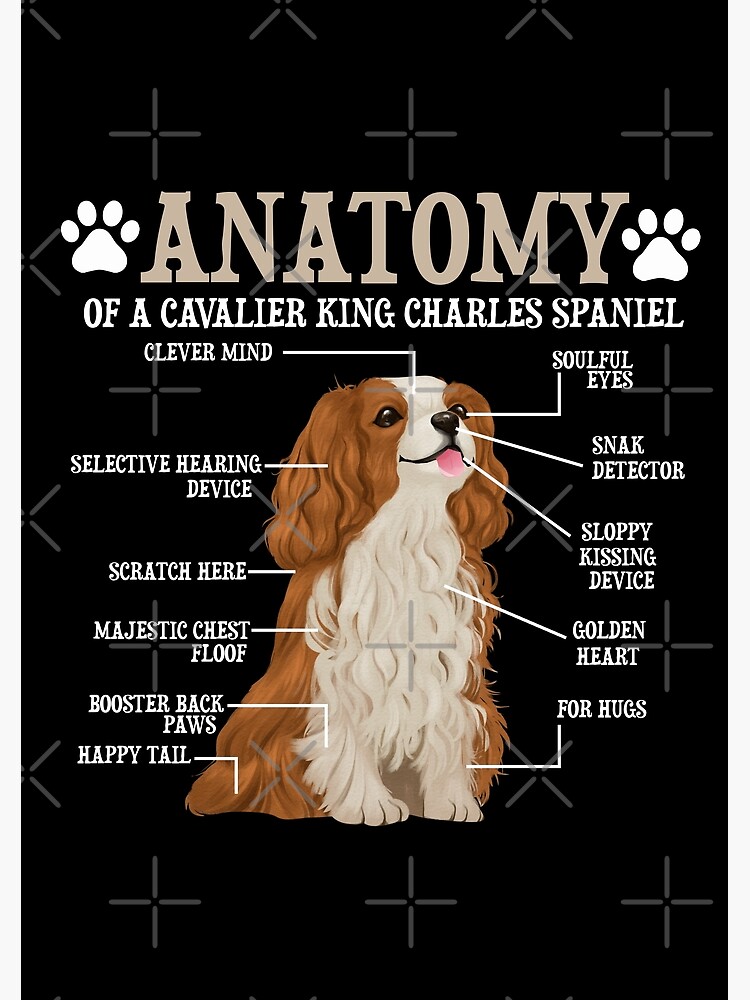 ANATOMY
OF A CAVALIER KING CHARLES SPANIEL
CLEVER MIND
SOULFUL
EYES
SELECTIVE HEARING
DEVICE
SNAK
DETECTOR
SLOPPY
KISSING
DEVICE
SCRATCH HERE
MAJESTIC CHEST
FLOOF
GOLDEN
HEART
BOOSTER BACK
PAWS
FOR HUGS
HAPPY TAIL